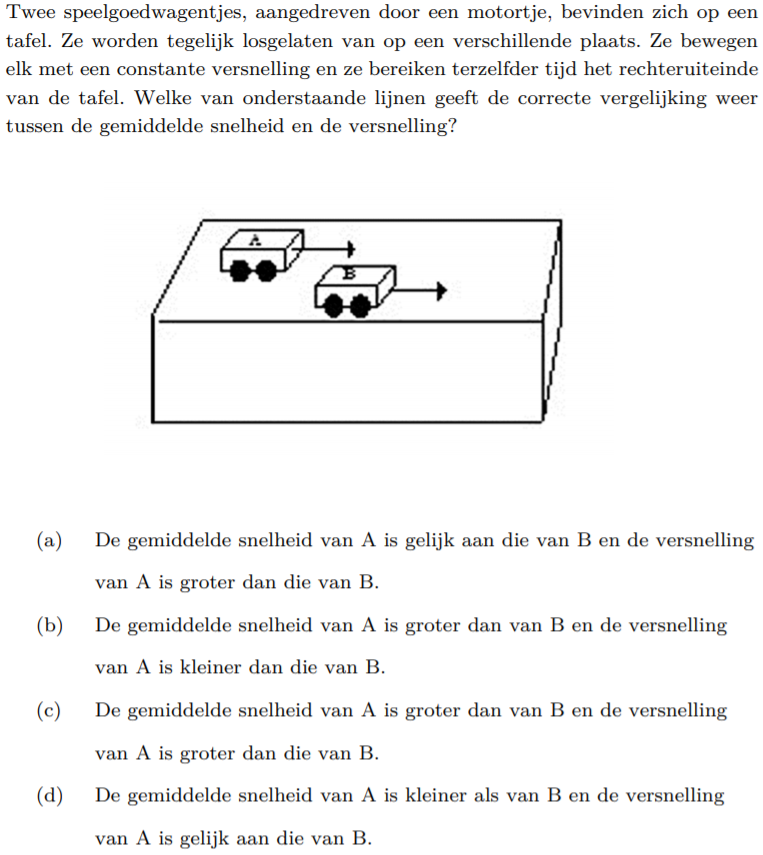 Twee speelgoedwagentjes, aangedreven door een motortje, bevinden zich op een
tafel. Ze worden tegelijk losgelaten van op een verschillende plaats. Ze bewegen
elk met een constante versnelling en ze bereiken terzelfder tijd het rechteruiteinde
van de tafel. Welke van onderstaande lijnen geeft de correcte vergelijking weer
tussen de gemiddelde snelheid en de versnelling?
A
B
(a) De gemiddelde snelheid van A is gelijk aan die van B en de versnelling
van A is groter dan die van B.
(b) De gemiddelde snelheid van A is groter dan van B en de versnelling
van A is kleiner dan die van B.
(c) De gemiddelde snelheid van A is groter dan van B en de versnelling
van A is groter dan die van B.
(d) De gemiddelde snelheid van A is kleiner als van B en de versnelling
van A is gelijk aan die van B.